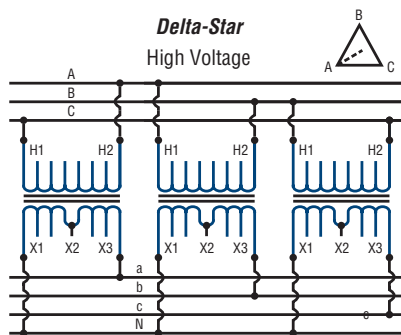 Delta-Star
High Voltage
B
A C
A
B
C
H1 H2 H1 H2 H1 H2
X1 X2 X3 X1 X2 X3 X1 X2 X3
a
b
c c
N